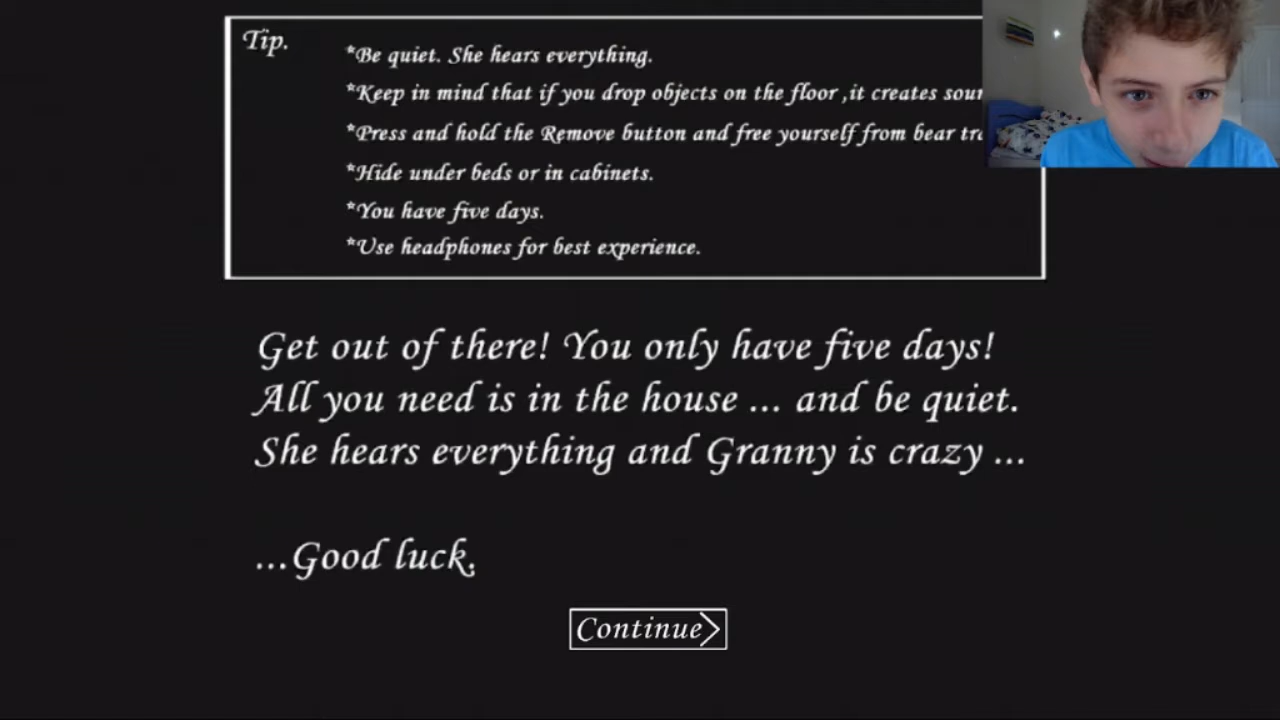 Tip.
*Be quiet. She hears everything.
*Keep in mind that if you drop objects on the floor ,it creates
*Press and hold the Remove button and free yourself from bear
*Hide under beds or in cabinets.
*You have five days.
*Use headphones for best experience.
Get out of there! You only have five days!
All you need is in the house ... and be quiet.
She hears everything and Granny is crazy ...
...Good luck.
Continue>